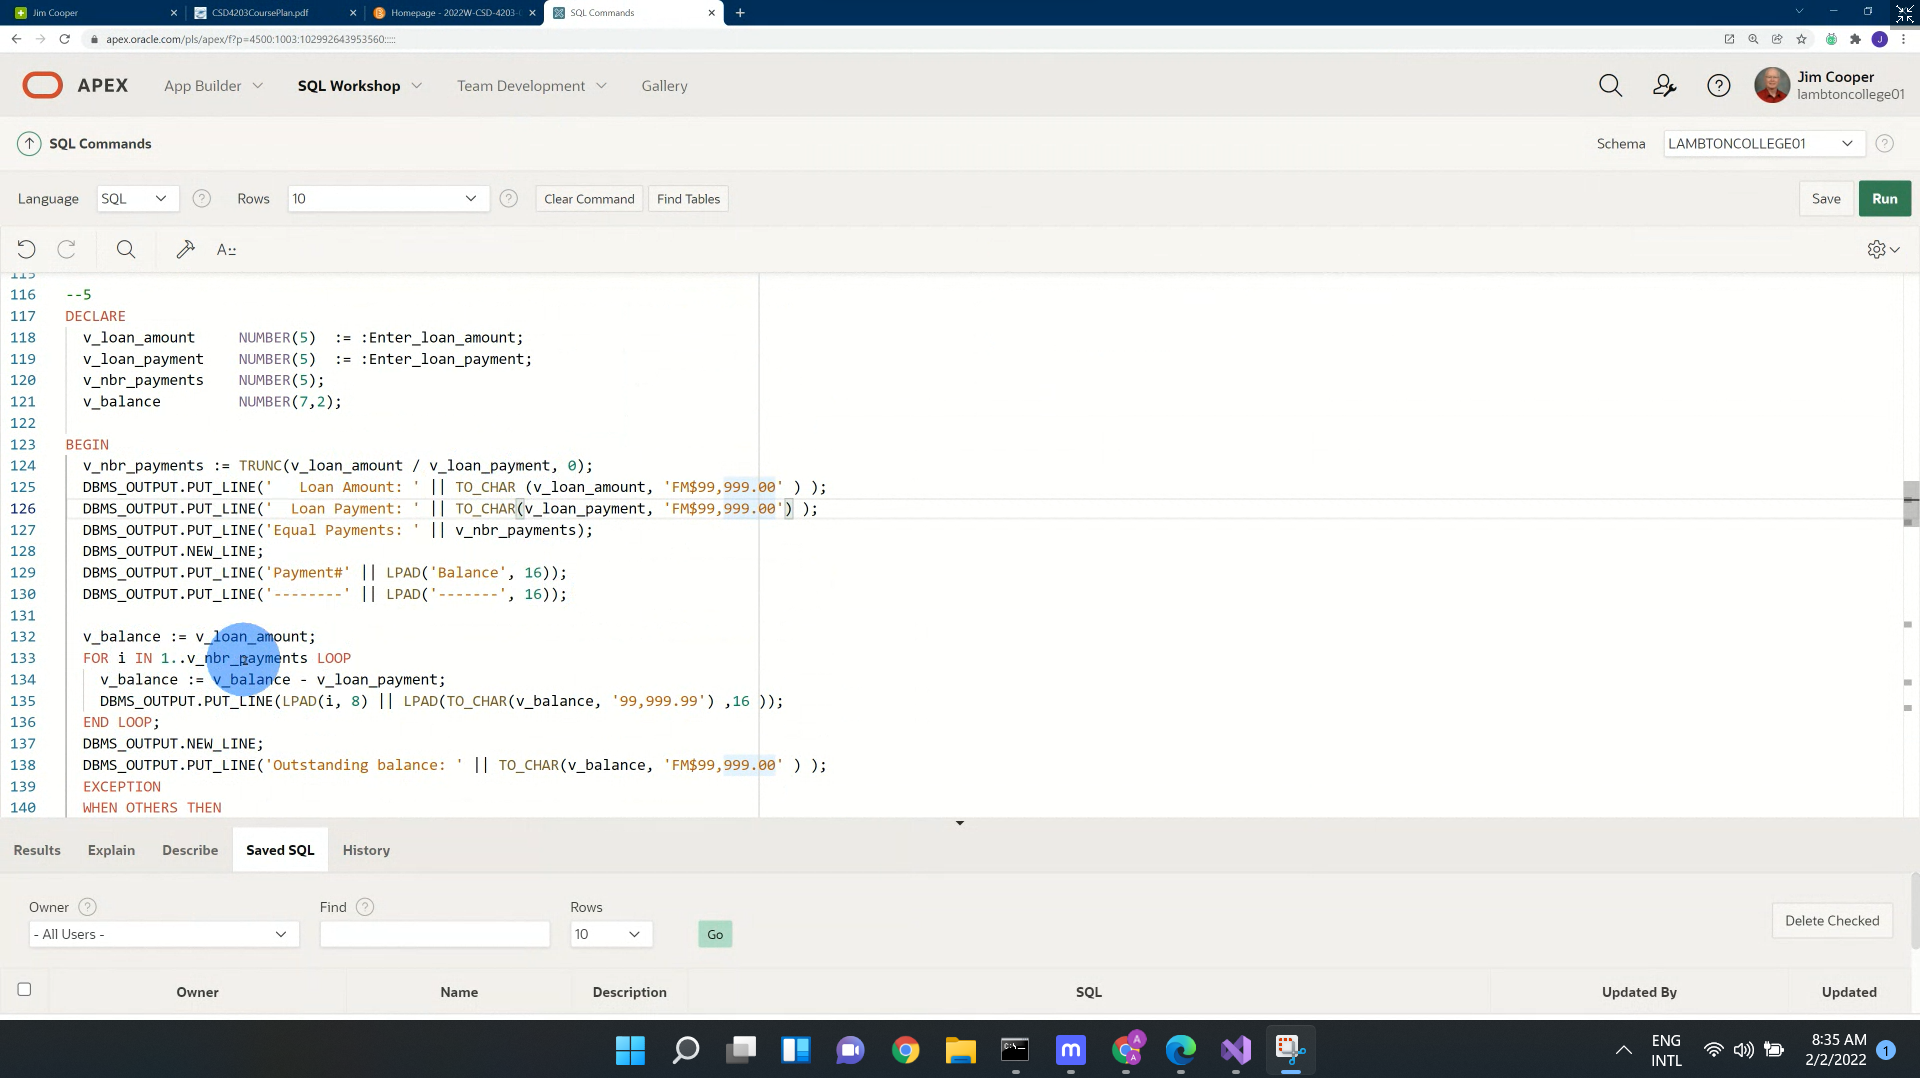 Jim Cooper
CSD4203CoursePlan.pdf
Homepage - 2022W-CSD-4203-
SQL Commands
apex.oracle.com/pls/apex/f?p=4500:1003:102992643953560:::::
J
APEX
App Builder
SQL Workshop
Team Development
Gallery
Jim Cooper
lambtoncollege01
SQL Commands
Schema
LAMBTONCOLLEGE01
Language
SQL
Rows
10
Clear Command
Find Tables
Save
Run
115
116 --5
117 DECLARE
118 v_loan_amount NUMBER(5) := :Enter_loan_amount;
119 v_loan_payment NUMBER(5) := :Enter_loan_payment;
120 v_nbr_payments NUMBER(5);
121 v_balance NUMBER(7,2);
122
123 BEGIN
124 v_nbr_payments := TRUNC(v_loan_amount / v_loan_payment, 0);
125 DBMS_OUTPUT.PUT_LINE('   Loan Amount: ' || TO_CHAR (v_loan_amount, 'FM$99,999.00' ) );
126 DBMS_OUTPUT.PUT_LINE('  Loan Payment: ' || TO_CHAR(v_loan_payment, 'FM$99,999.00') );
127 DBMS_OUTPUT.PUT_LINE('Equal Payments: ' || v_nbr_payments);
128 DBMS_OUTPUT.NEW_LINE;
129 DBMS_OUTPUT.PUT_LINE('Payment#' || LPAD('Balance', 16));
130 DBMS_OUTPUT.PUT_LINE('--------' || LPAD('-------', 16));
131
132 v_balance := v_loan_amount;
133 FOR i IN 1..v_nbr_payments LOOP
134 v_balance := v_balance - v_loan_payment;
135 DBMS_OUTPUT.PUT_LINE(LPAD(i, 8) || LPAD(TO_CHAR(v_balance, '99,999.99') ,16 ));
136 END LOOP;
137 DBMS_OUTPUT.NEW_LINE;
138 DBMS_OUTPUT.PUT_LINE('Outstanding balance: ' || TO_CHAR(v_balance, 'FM$99,999.00' ) );
139 EXCEPTION
140 WHEN OTHERS THEN
Results
Explain
Describe
Saved SQL
History
Owner
Find
Rows
- All Users -
10
Go
Delete Checked
Owner
Name
Description
SQL
Updated By
Updated
ENG
INTL
8:35 AM
2/2/2022
1